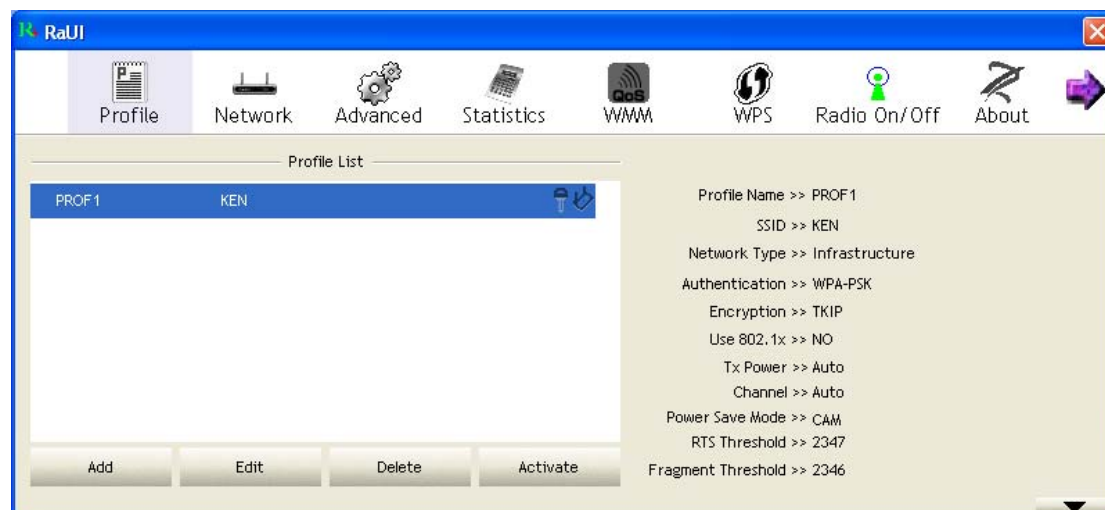 RaUI
Profile Network Advanced Statistics QoS WMM WPS Radio On/Off About
Profile List
PROF1 KEN
Profile Name >> PROF1
SSID >> KEN
Network Type >> Infrastructure
Authentication >> WPA-PSK
Encryption >> TKIP
Use 802.1x >> NO
Tx Power >> Auto
Channel >> Auto
Power Save Mode >> CAM
RTS Threshold >> 2347
Fragment Threshold >> 2346
Add Edit Delete Activate